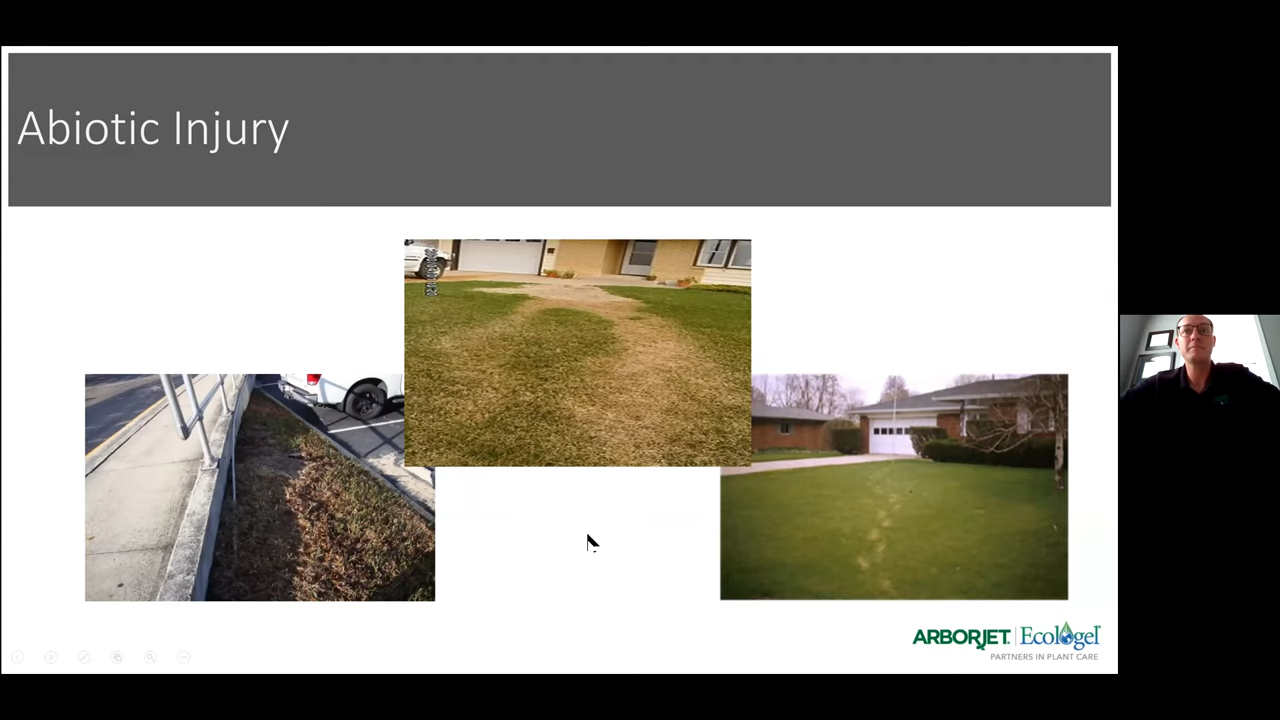 Abiotic Injury
ARBORJET | Ecologel
PARTNERS IN PLANT CARE